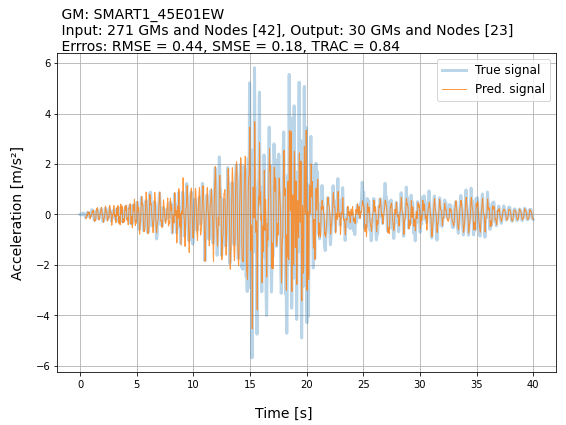 GM: SMART1_45E01EW
Input: 271 GMs and Nodes [42], Output: 30 GMs and Nodes [23]
Errros: RMSE = 0.44, SMSE = 0.18, TRAC = 0.84
True signal
Pred. signal
6
4
2
0
−2
−4
−6
Acceleration [m/s²]
0 5 10 15 20 25 30 35 40
Time [s]